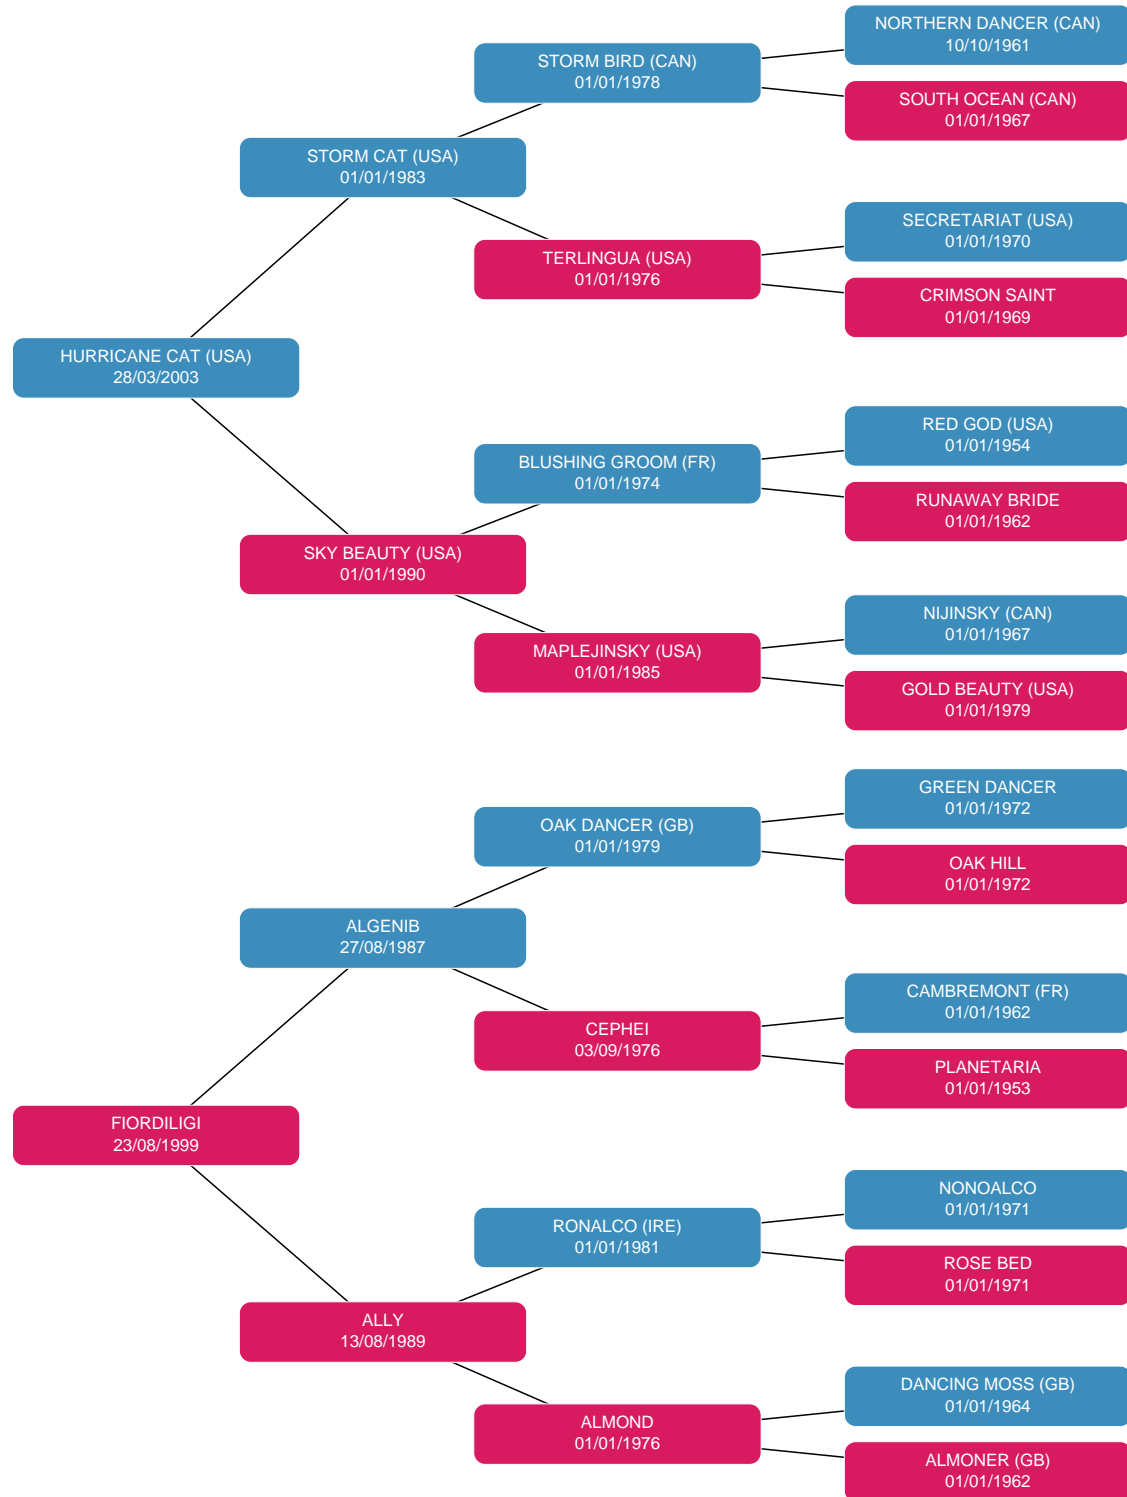 NORTHERN DANCER (CAN)
10/10/1961
STORM BIRD (CAN)
01/01/1978
SOUTH OCEAN (CAN)
01/01/1967
STORM CAT (USA)
01/01/1983
SECRETARIAT (USA)
01/01/1970
TERLINGUA (USA)
01/01/1976
CRIMSON SAINT
01/01/1969
HURRICANE CAT (USA)
28/03/2003
RED GOD (USA)
01/01/1954
BLUSHING GROOM (FR)
01/01/1974
RUNAWAY BRIDE
01/01/1962
SKY BEAUTY (USA)
01/01/1990
NIJINSKY (CAN)
01/01/1967
MAPLEJINSKY (USA)
01/01/1985
GOLD BEAUTY (USA)
01/01/1979
GREEN DANCER
01/01/1972
OAK DANCER (GB)
01/01/1979
OAK HILL
01/01/1972
ALGENIB
27/08/1987
CAMBREMONT (FR)
01/01/1962
CEPHEI
03/09/1976
PLANETARIA
01/01/1953
FIORDILIGI
23/08/1999
NONOALCO
01/01/1971
RONALCO (IRE)
01/01/1981
ROSE BED
01/01/1971
ALLY
13/08/1989
DANCING MOSS (GB)
01/01/1964
ALMOND
01/01/1976
ALMONER (GB)
01/01/1962